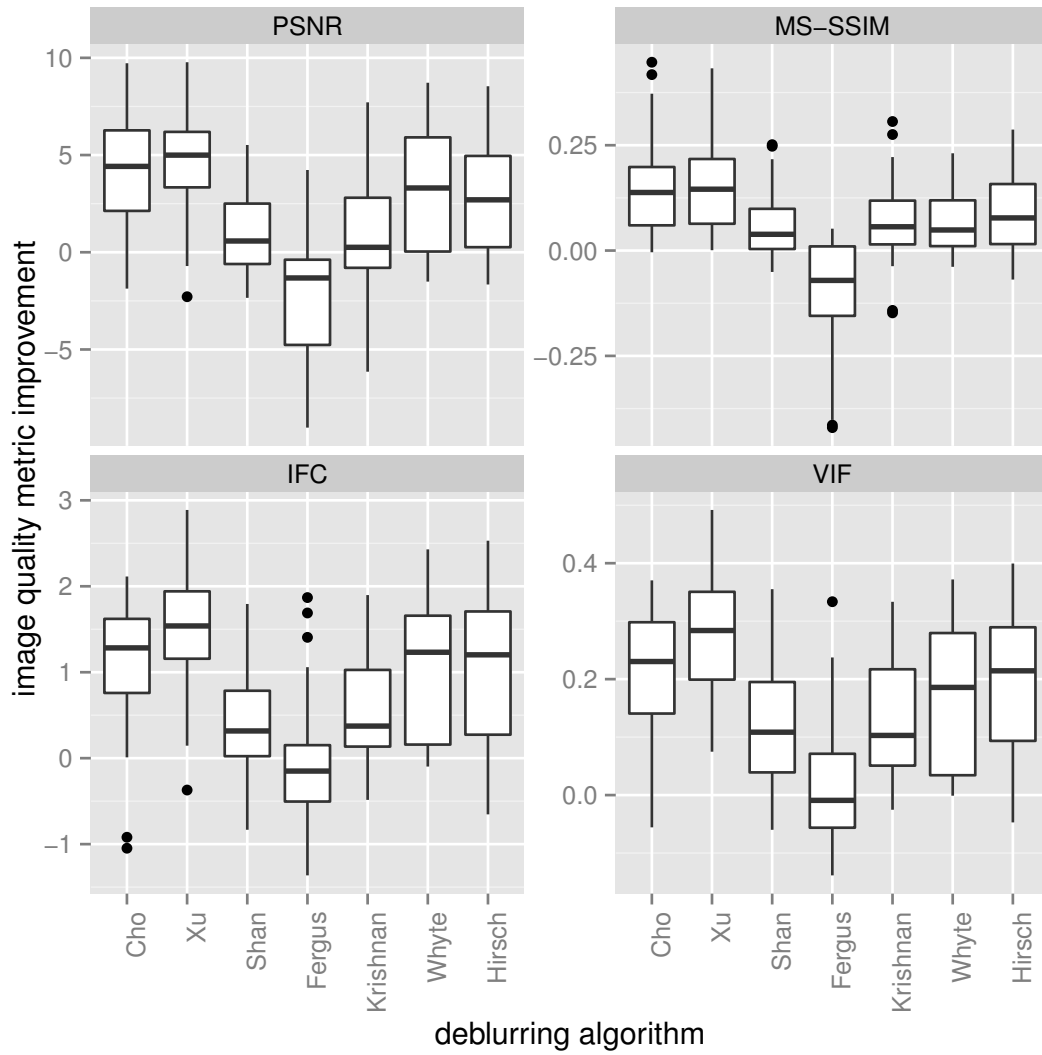 PSNR
MS−SSIM
10
5
0
−5
0.25
0.00
−0.25
image quality metric improvement
IFC
VIF
3
2
1
0
−1
0.4
0.2
0.0
Cho
Xu
Shan
Fergus
Krishnan
Whyte
Hirsch
Cho
Xu
Shan
Fergus
Krishnan
Whyte
Hirsch
deblurring algorithm